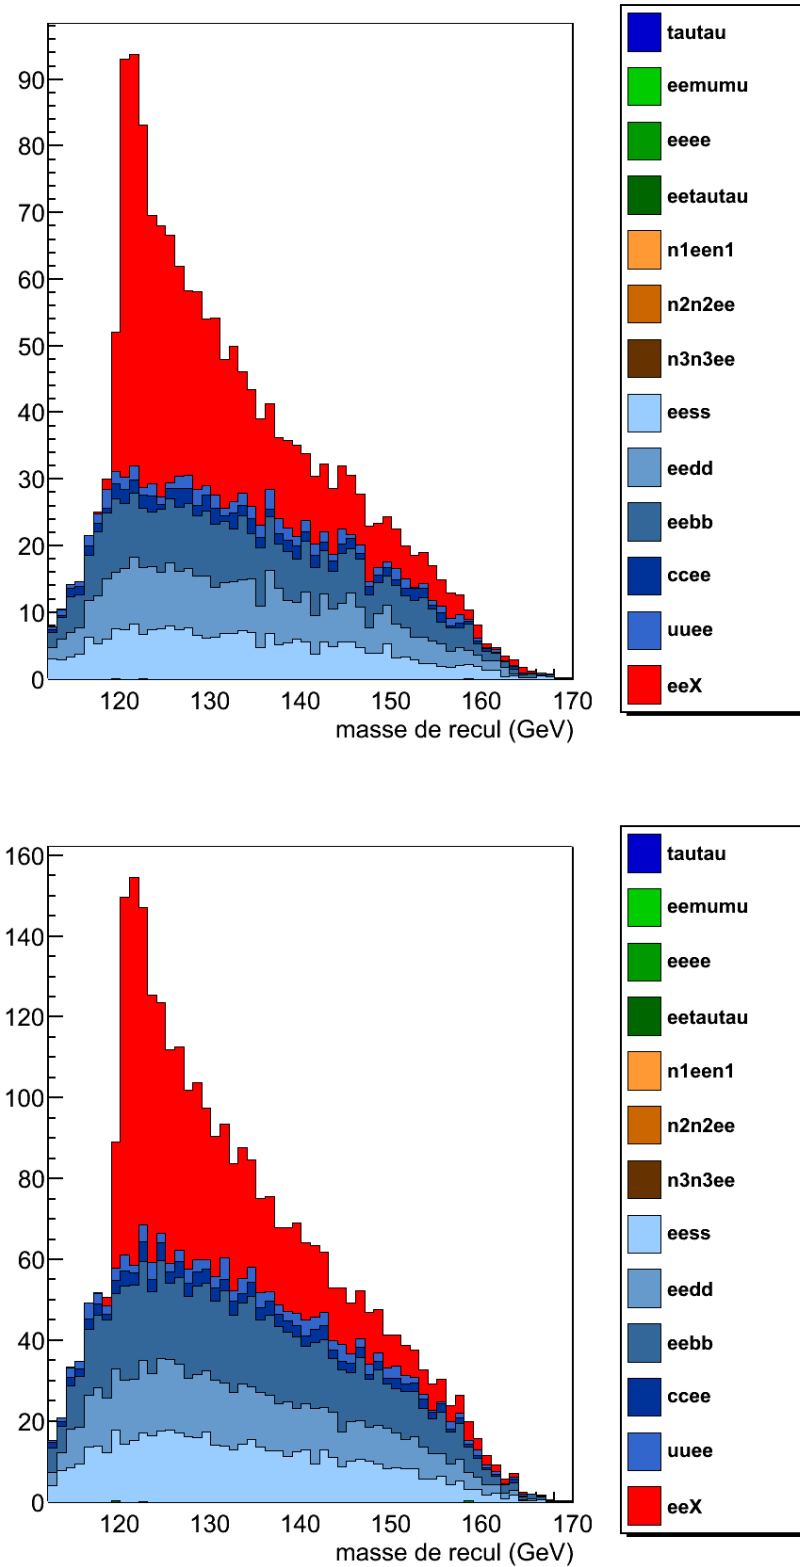 90
80
70
60
50
40
30
20
10
0
120 130 140 150 160 170
masse de recul (GeV)
tautau
eemumu
eeee
eetautau
n1een1
n2n2ee
n3n3ee
eess
eedd
eebb
ccee
uuee
eeX
160
140
120
100
80
60
40
20
0
120 130 140 150 160 170
masse de recul (GeV)
tautau
eemumu
eeee
eetautau
n1een1
n2n2ee
n3n3ee
eess
eedd
eebb
ccee
uuee
eeX